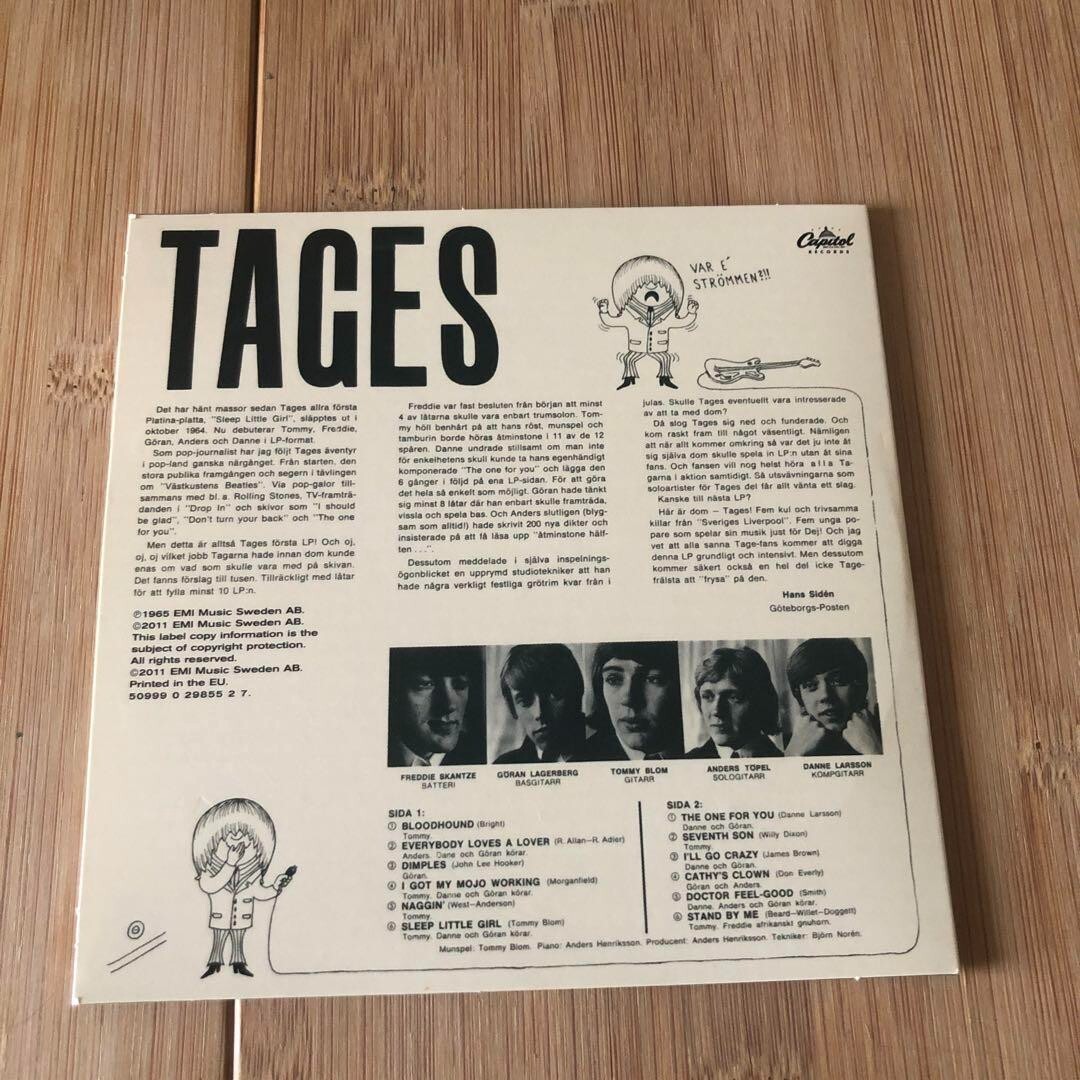 TAGES
VAR E´
STRÖMMEN?!!
Capitol
RECORDS
Det har hänt massor sedan Tages allra första
Platina-platta, "Sleep Little Girl", släpptes ut i
oktober 1964. Nu debuterar Tommy, Freddie,
Göran, Anders och Danne i LP-format.
Som pop-journalist har jag följt Tages äventyr
i pop-land ganska närgånget. Från starten, den
stora publika framgången och segern i tävlingen
om "Västkustens Beatles". Via pop-galor till-
sammans med bl. a. Rolling Stones, TV-framträ-
danden i "Drop In" och skivor som "I should
be glad", "Don't turn your back" och "The one
for you".
Men detta är alltså Tages första LP! Och oj,
oj, oj vilket jobb Tagarna hade innan dom kunde
enas om vad som skulle vara med på skivan.
Det fanns förslag till tusen. Tillräckligt med låtar
för att fylla minst 10 LP:n.
℗1965 EMI Music Sweden AB.
©2011 EMI Music Sweden AB.
This label copy information is the
subject of copyright protection.
All rights reserved.
©2011 EMI Music Sweden AB.
Printed in the EU.
50999 0 29855 2 7.
Freddie var fast besluten från början att minst
4 av låtarna skulle vara enbart trumsolon. Tom-
my höll benhårt på att hans röst, munspel och
tamburin borde höras åtminstone i 11 av de 12
spåren. Danne undrade stillsamt om man inte
för enkelhetens skull kunde ta hans egenhändigt
komponerade "The one for you" och lägga den
6 gånger i följd på ena LP-sidan. För att göra
det hela så enkelt som möjligt. Göran hade tänkt
sig minst 8 låtar där han enbart skulle framträda,
vissla och spela bas. Och Anders slutligen (blyg-
sam som alltid!) hade skrivit 200 nya dikter och
insisterade på att få läsa upp "åtminstone hälf-
ten . . .".
Dessutom meddelade i själva inspelnings-
ögonblicket en upprymd studiotekniker att han
hade några verkligt festliga grötrim kvar från i
julas. Skulle Tages eventuellt vara intresserade
av att ta med dom?
Då slog Tages sig ned och funderade. Och
kom raskt fram till något väsentligt. Nämligen
att när allt kommer omkring så var det ju inte åt
sig själva dom skulle spela in LP:n utan åt sina
fans. Och fansen vill nog helst höra alla Ta-
garna i aktion samtidigt. Så utsvävningarna som
soloartister för Tages del får allt vänta ett slag.
Kanske till nästa LP?
Här är dom – Tages! Fem kul och trivsamma
killar från "Sveriges Liverpool". Fem unga po-
pare som spelar sin musik just för Dej! Och jag
vet att alla sanna Tage-fans kommer att digga
denna LP grundligt och intensivt. Men dessutom
kommer säkert också en hel del icke Tage-
frälsta att "frysa" på den.
Hans Sidén
Göteborgs-Posten
FREDDIE SKANTZE
BATTERI
GÖRAN LAGERBERG
BASGITARR
TOMMY BLOM
GITARR
ANDERS TÖPEL
SOLOGITARR
DANNE LARSSON
KOMPGITARR
SIDA 1:
① BLOODHOUND (Bright)
Tommy.
② EVERYBODY LOVES A LOVER (R. Allan–R. Adler)
Anders. Dane och Göran körar.
③ DIMPLES (John Lee Hooker)
Göran.
④ I GOT MY MOJO WORKING (Morganfield)
Tommy. Danne och Göran körar.
⑤ NAGGIN' (West–Anderson)
Tommy.
⑥ SLEEP LITTLE GIRL (Tommy Blom)
Tommy. Danne och Göran körar.
SIDA 2:
① THE ONE FOR YOU (Danne Larsson)
Danne och Göran.
② SEVENTH SON (Willy Dixon)
Tommy.
③ I'LL GO CRAZY (James Brown)
Danne och Göran.
④ CATHY'S CLOWN (Don Everly)
Göran och Anders.
⑤ DOCTOR FEEL-GOOD (Smith)
Danne. Anders och Göran körar.
⑥ STAND BY ME (Beard–Willet–Doggett)
Tommy. Freddie afrikanskt gnuhorn.
Munspel: Tommy Blom. Piano: Anders Henriksson. Producent: Anders Henriksson. Tekniker: Björn Norén.